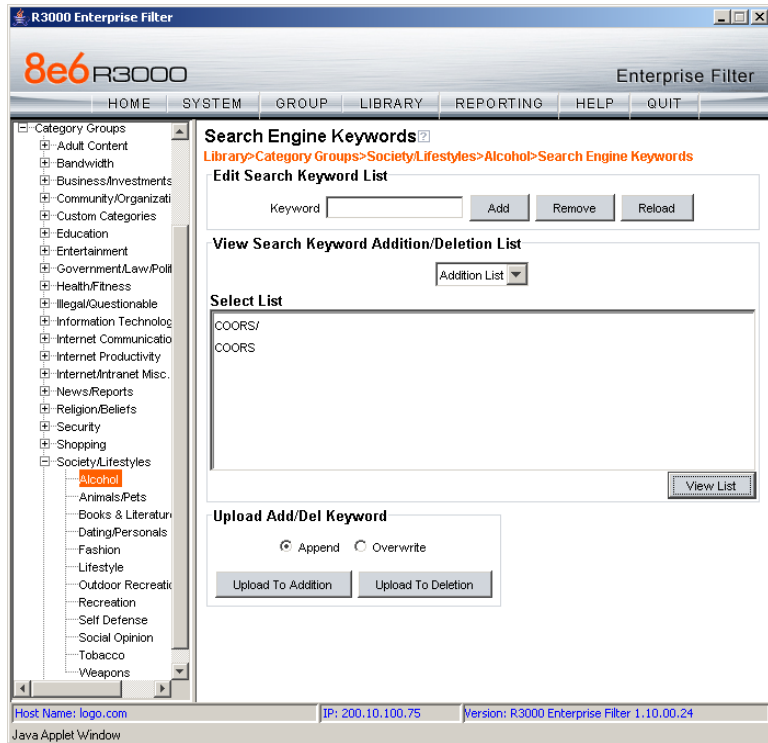 R3000 Enterprise Filter
8e6 R3000
Enterprise Filter
HOME SYSTEM GROUP LIBRARY REPORTING HELP QUIT
Category Groups
Adult Content
Bandwidth
Business/Investments
Community/Organizati
Custom Categories
Education
Entertainment
Government/Law/Polit
Health/Fitness
Illegal/Questionable
Information Technolog
Internet Communicatio
Internet Productivity
Internet/Intranet Misc.
News/Reports
Religion/Beliefs
Security
Shopping
Society/Lifestyles
Alcohol
Animals/Pets
Books & Literatur
Dating/Personals
Fashion
Lifestyle
Outdoor Recreatio
Recreation
Self Defense
Social Opinion
Tobacco
Weapons
Search Engine Keywords ?
Library>Category Groups>Society/Lifestyles>Alcohol>Search Engine Keywords
Edit Search Keyword List
Keyword Add Remove Reload
View Search Keyword Addition/Deletion List
Addition List
Select List
COORS/
COORS
View List
Upload Add/Del Keyword
Append Overwrite
Upload To Addition Upload To Deletion
Host Name: logo.com IP: 200.10.100.75 Version: R3000 Enterprise Filter 1.10.00.24
Java Applet Window